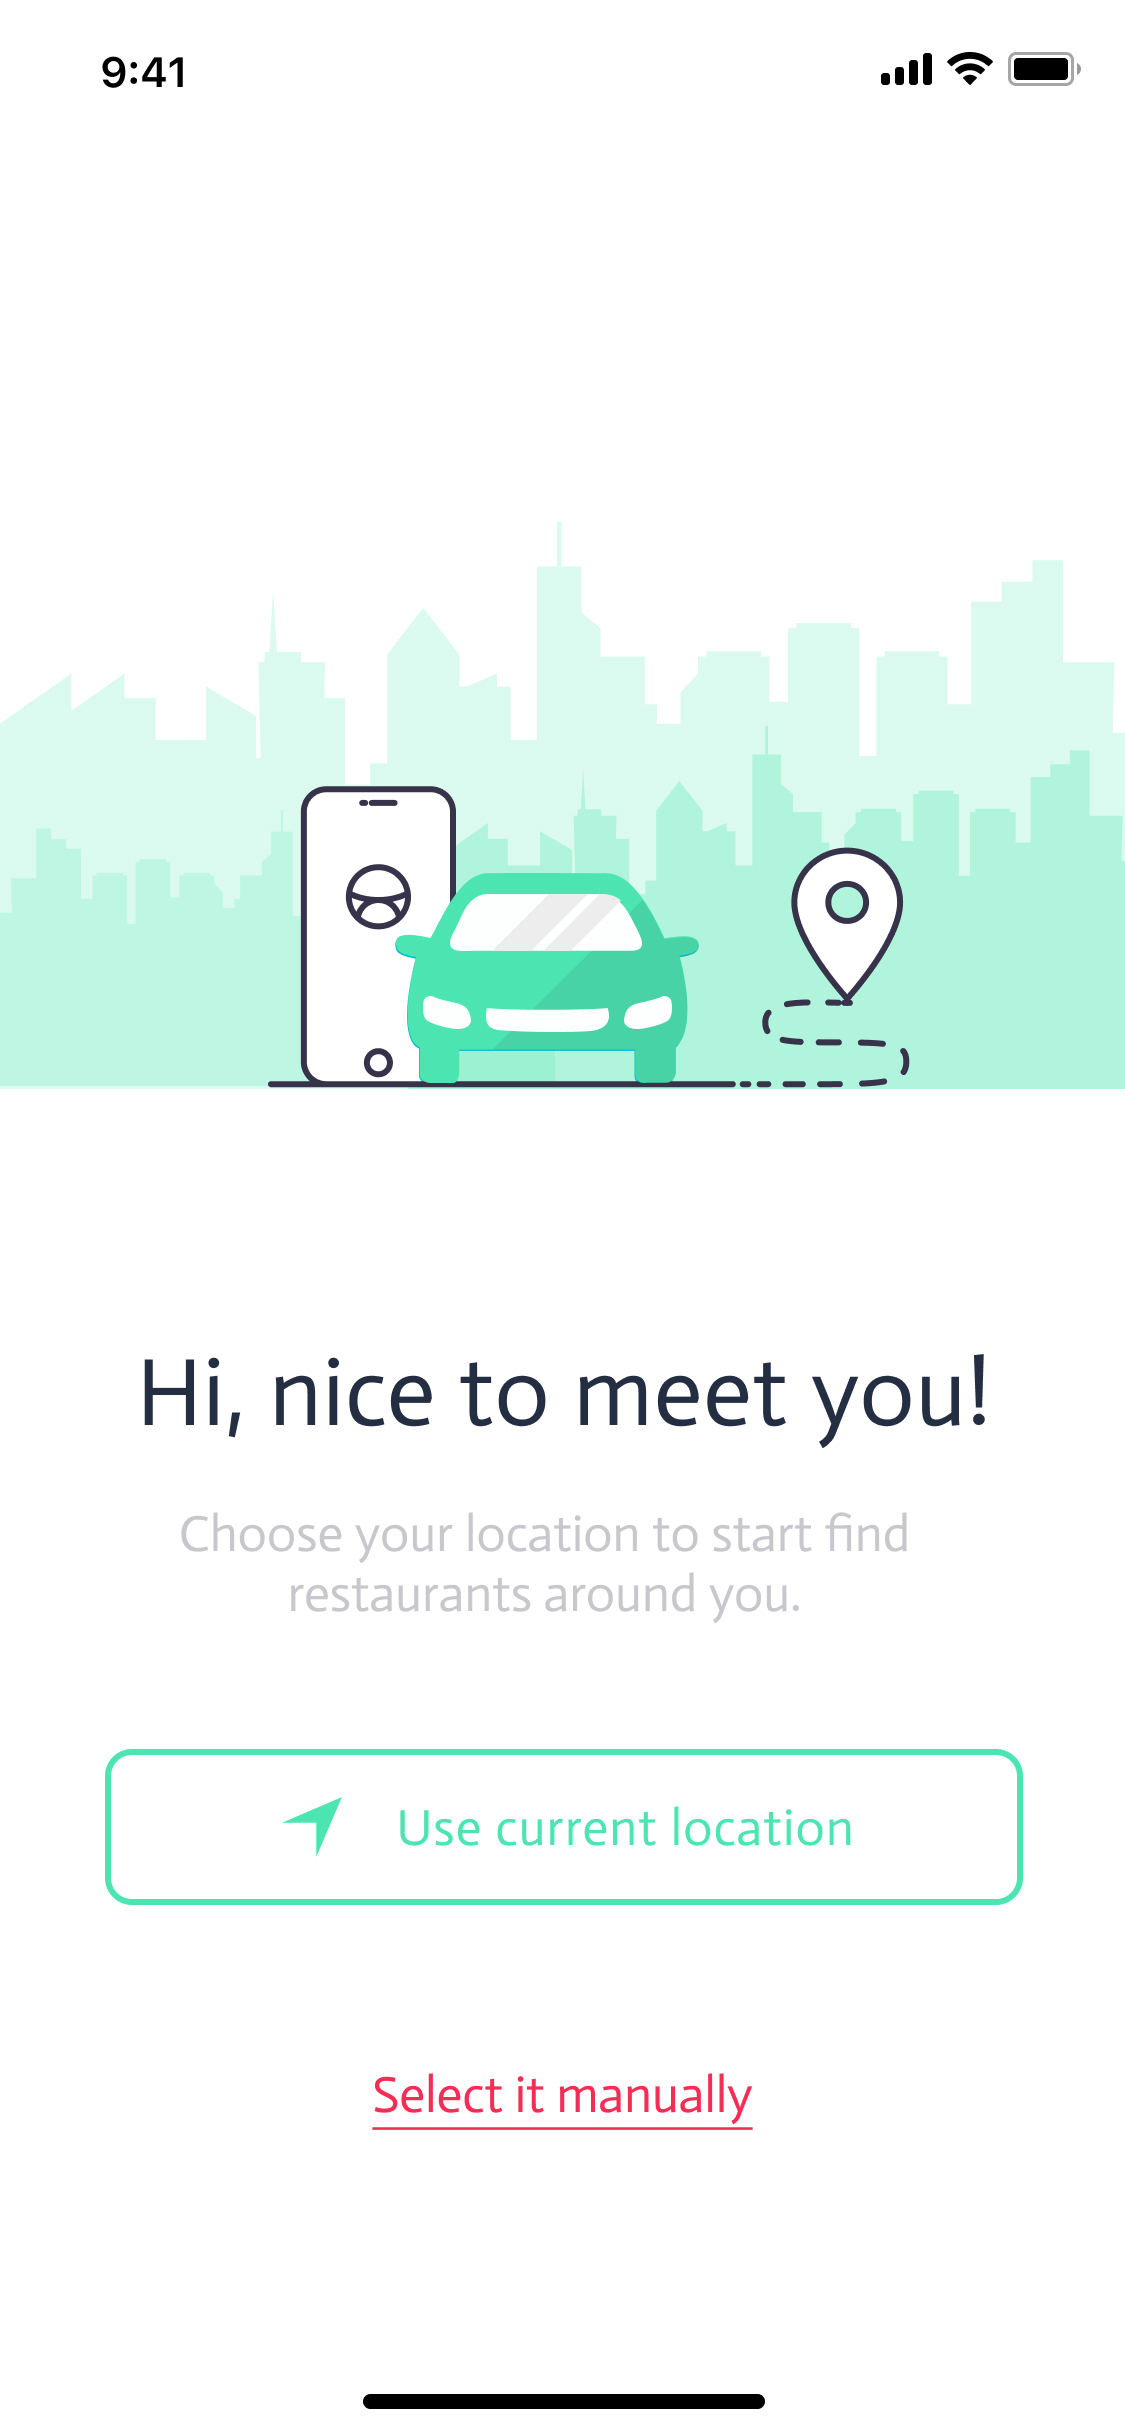 9:41
Hi, nice to meet you!
Choose your location to start find
restaurants around you.
Use current location
Select it manually